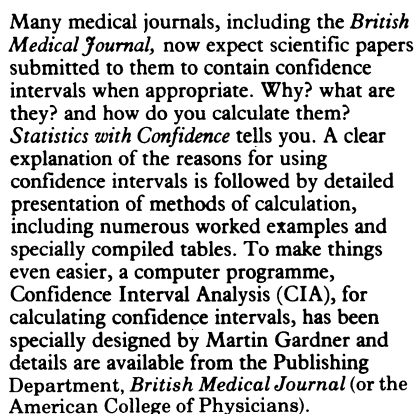 Many medical journals, including the British
Medical Journal, now expect scientific papers
submitted to them to contain confidence
intervals when appropriate. Why? what are
they? and how do you calculate them?
Statistics with Confidence tells you. A clear
explanation of the reasons for using
confidence intervals is followed by detailed
presentation of methods of calculation,
including numerous worked examples and
specially compiled tables. To make things
even easier, a computer programme,
Confidence Interval Analysis (CIA), for
calculating confidence intervals, has been
specially designed by Martin Gardner and
details are available from the Publishing
Department, British Medical Journal (or the
American College of Physicians).